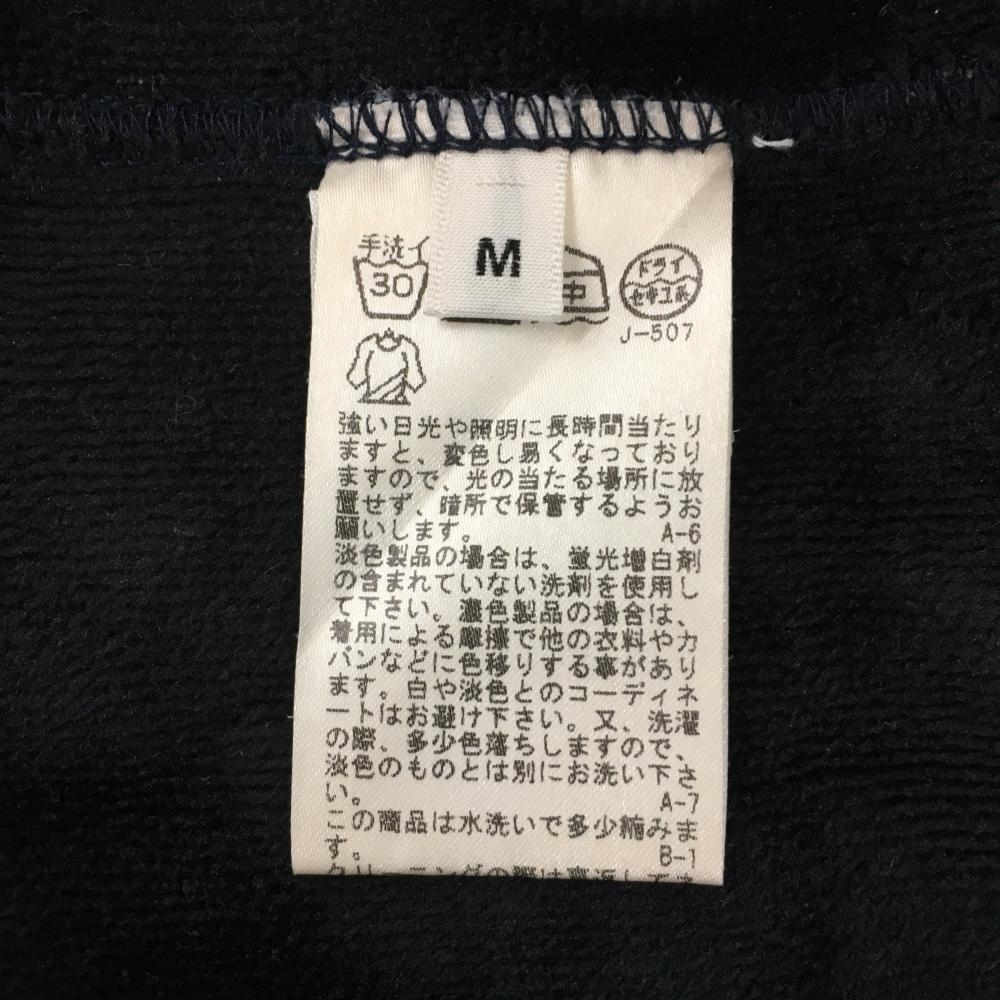 M
手洗イ
30
中
ドライ
セキユ系
J-507
強い日光や照明に長時間当たり
ますと、変色し易くなっており
ますので、光の当たる場所に放
置せず、暗所で保管するようお
願いします。 A-6
淡色製品の場合は、蛍光増白剤
の含まれていない洗剤を使用し
て下さい。濃色製品の場合は、
着用による摩擦で他の衣料やカ
バンなどに色移りする事があり
ます。白や淡色とのコーディネ
ートはお避け下さい。又、洗濯
の際、多少色落ちしますので、
淡色のものとは別にお洗い下さ
い。 A-7
この商品は水洗いで多少縮みま
す。 B-1